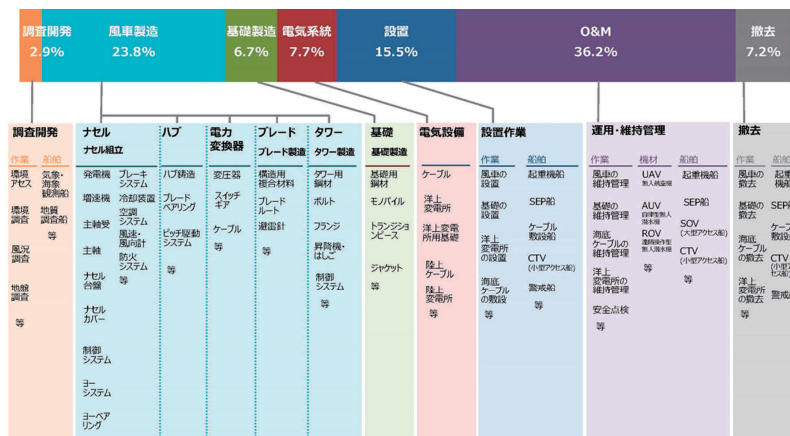 調査開発
2.9%
風車製造
23.8%
基礎製造
6.7%
電気系統
7.7%
設置
15.5%
O&M
36.2%
撤去
7.2%
調査開発
作業
環境
アセス
環境
調査
風況
調査
地盤
調査
等
船舶
気象・
海象
観測船
地質
調査船
等
ナセル
ナセル組立
発電機
増速機
主軸受
主軸
ナセル
台盤
ナセル
カバー
制御
システム
ヨー
システム
ヨーベア
リング
ブレーキ
システム
冷却装置
空調
システム
風速・
風向計
防火
システム
等
ハブ
ハブ鋳造
ブレード
ベアリング
ピッチ駆動
システム
等
電力
変換器
変圧器
スイッチ
ギア
ケーブル
等
ブレード
ブレード製造
構造用
複合材料
ブレード
ルート
避雷針
等
タワー
タワー製造
タワー用
鋼材
ボルト
フランジ
昇降機・
はしご
制御
システム
等
基礎
基礎製造
基礎用
鋼材
モノパイル
トランジショ
ンピース
ジャケット
等
電気設備
ケーブル
洋上
変電所
洋上変電
所用基礎
陸上
ケーブル
陸上
変電所
等
設置作業
作業
風車の
設置
基礎の
設置
洋上
変電所
の設置
海底
ケーブル
の敷設
等
船舶
起重機船
SEP船
ケーブル
敷設船
CTV
(小型アクセス船)
警戒船
等
運用・維持管理
作業
風車の
維持管理
基礎の
維持管理
海底
ケーブルの
維持管理
洋上
変電所の
維持管理
安全点検
等
機材
UAV
無人航空機
AUV
自律型無人
潜水機
ROV
遠隔操作型
無人潜水機
等
船舶
起重機船
SEP船
SOV
(大型アクセス船)
CTV
(小型アクセス船)
等
撤去
作業
風車の
撤去
基礎の
撤去
海底
ケーブル
の撤去
洋上
変電所
の撤去
等
船舶
起重
機船
SEP船
ケーブ
敷設
CTV
(小型アク
セス船)
警戒船
等